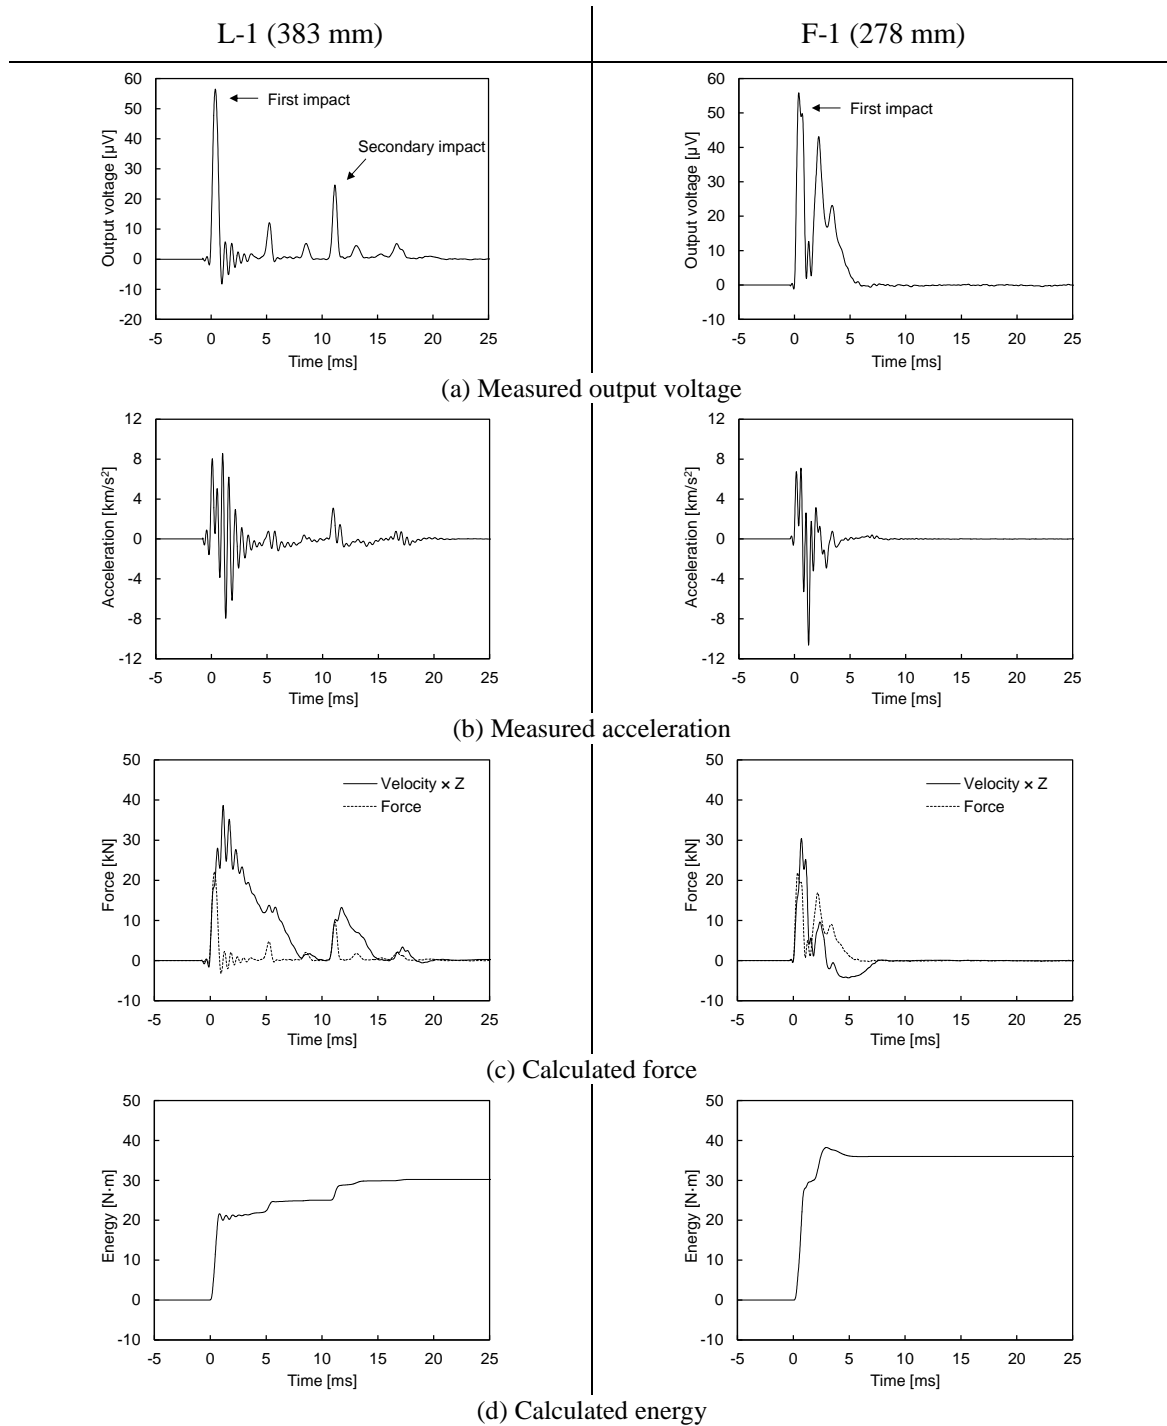 L-1 (383 mm)
F-1 (278 mm)
60
50
40
30
20
10
0
-10
-20
Output voltage [µV]
First impact
Secondary impact
-5 0 5 10 15 20 25
Time [ms]
60
50
40
30
20
10
0
-10
Output voltage [µV]
First impact
-5 0 5 10 15 20 25
Time [ms]
(a) Measured output voltage
12
8
4
0
-4
-8
-12
Acceleration [km/s²]
-5 0 5 10 15 20 25
Time [ms]
12
8
4
0
-4
-8
-12
Acceleration [km/s²]
-5 0 5 10 15 20 25
Time [ms]
(b) Measured acceleration
50
40
30
20
10
0
-10
Force [kN]
Velocity × Z
Force
-5 0 5 10 15 20 25
Time [ms]
50
40
30
20
10
0
-10
Force [kN]
Velocity × Z
Force
-5 0 5 10 15 20 25
Time [ms]
(c) Calculated force
50
40
30
20
10
0
-10
Energy [N·m]
-5 0 5 10 15 20 25
Time [ms]
50
40
30
20
10
0
-10
Energy [N·m]
-5 0 5 10 15 20 25
Time [ms]
(d) Calculated energy